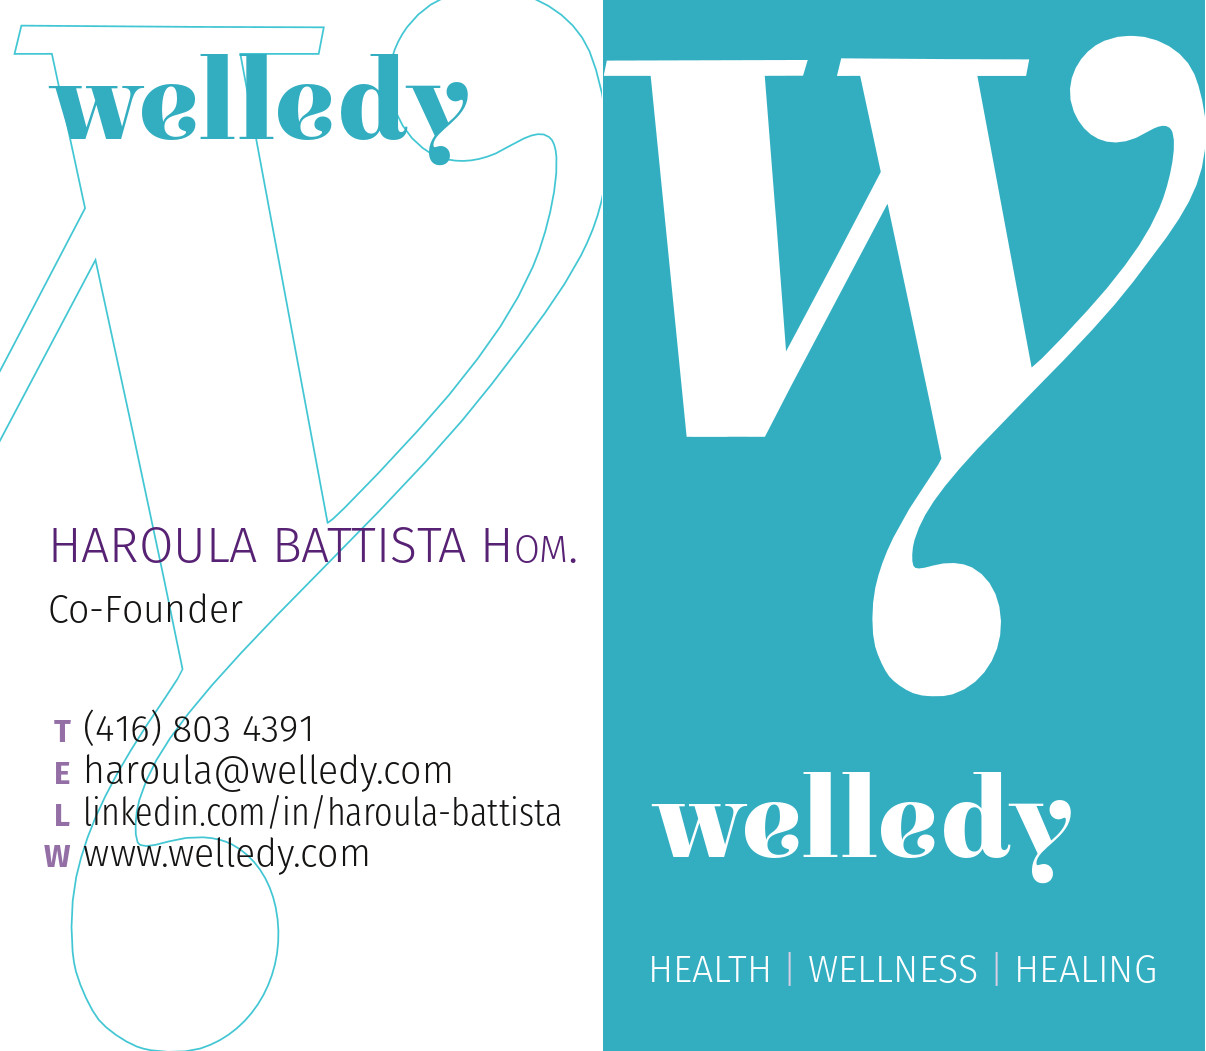 welledy
HAROULA BATTISTA HOM.
Co-Founder
T (416) 803 4391
E haroula@welledy.com
L linkedin.com/in/haroula-battista
W www.welledy.com
wy
welledy
HEALTH | WELLNESS | HEALING